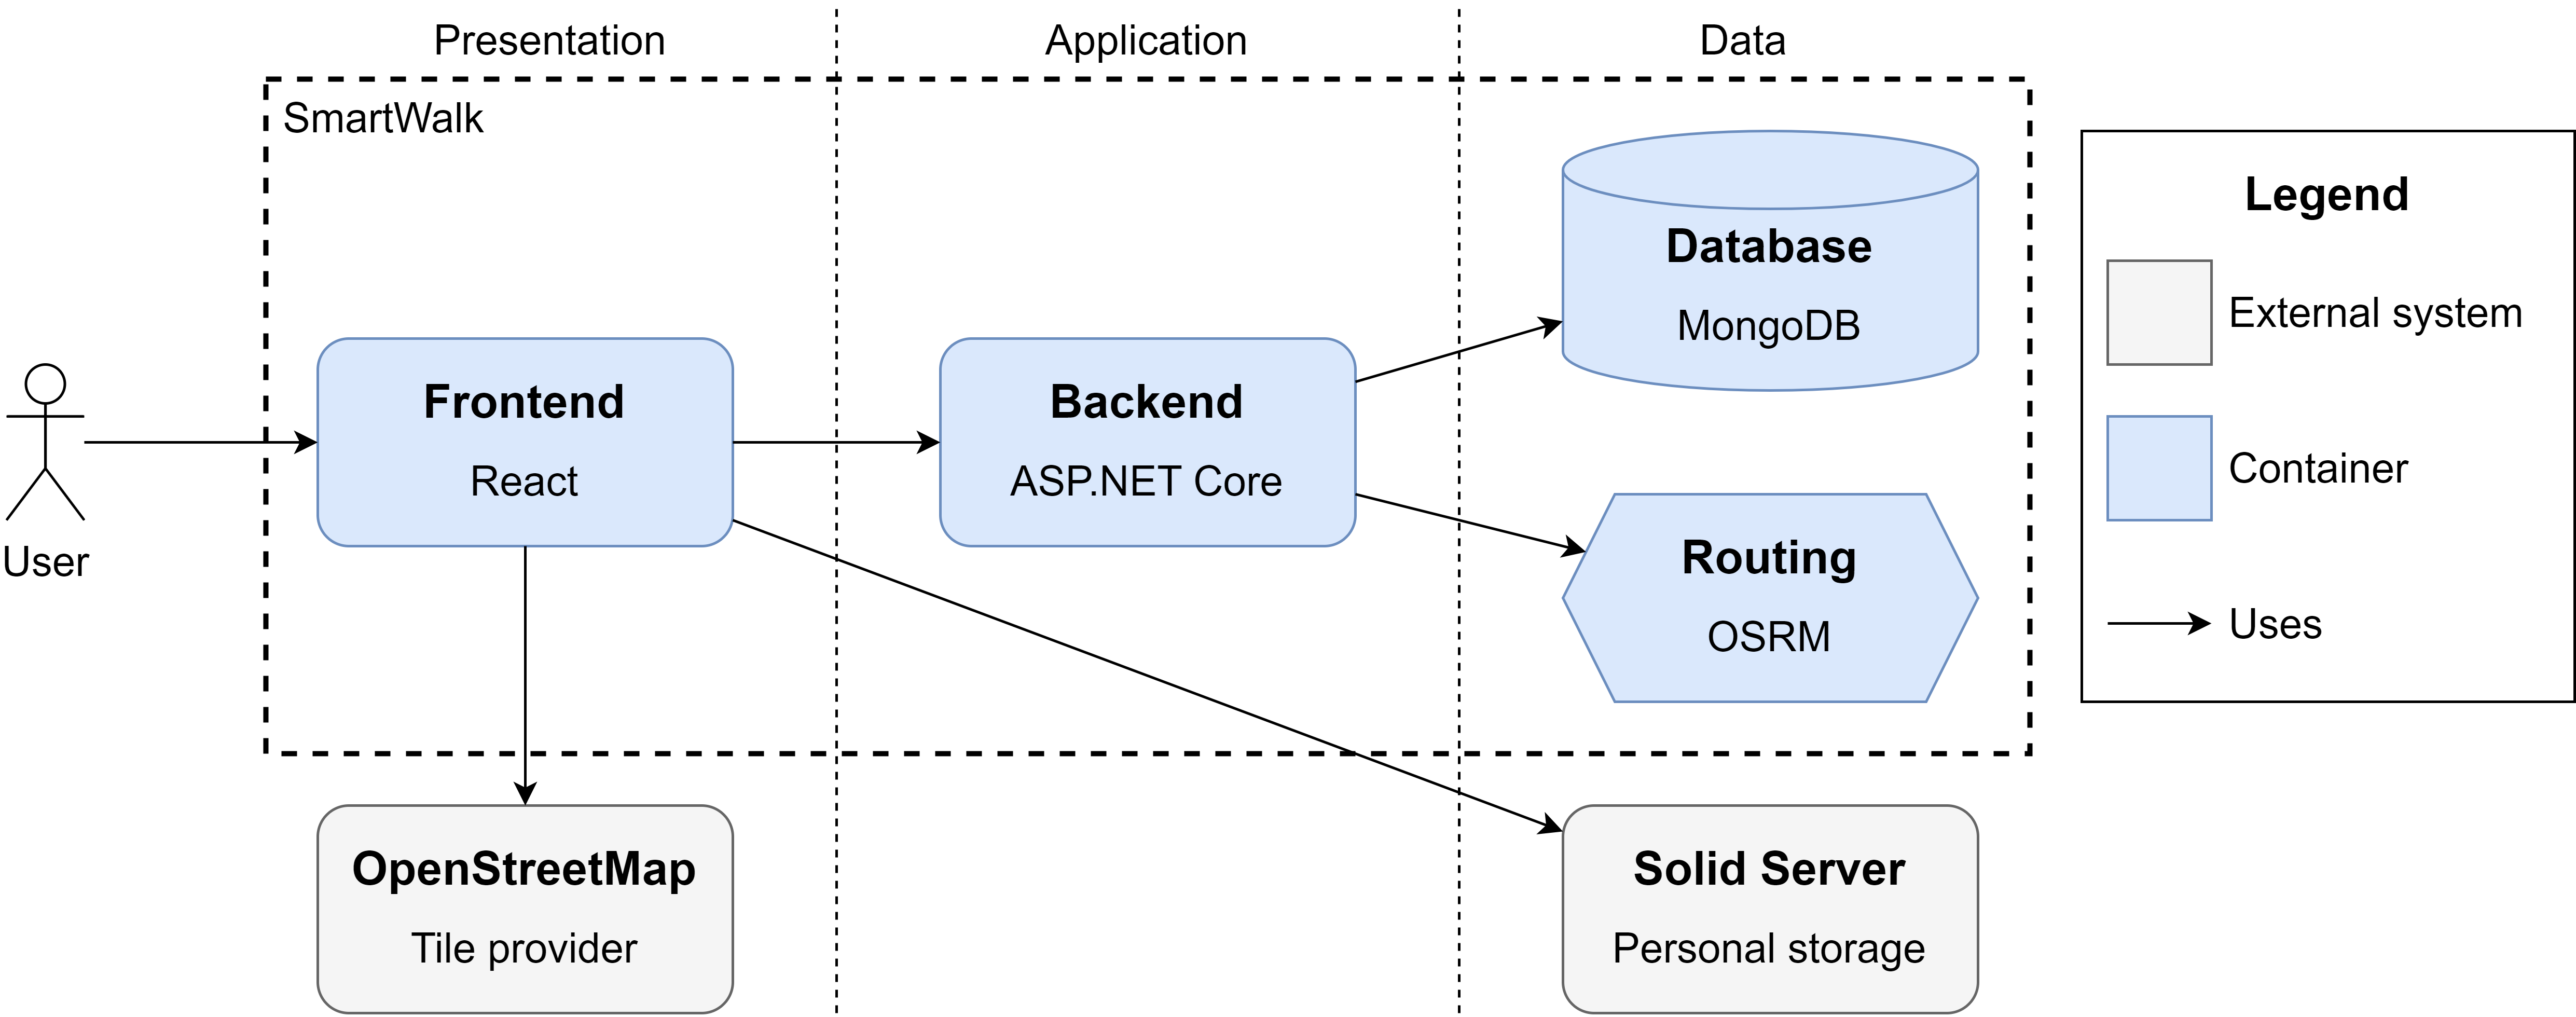 Presentation
Application
Data
SmartWalk
User
Frontend
React
Backend
ASP.NET Core
Database
MongoDB
Routing
OSRM
OpenStreetMap
Tile provider
Solid Server
Personal storage
Legend
External system
Container
Uses